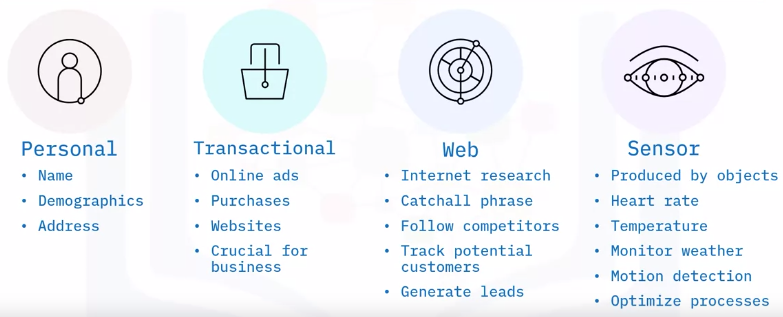 Personal
• Name
• Demographics
• Address
Transactional
• Online ads
• Purchases
• Websites
• Crucial for
business
Web
• Internet research
• Catchall phrase
• Follow competitors
• Track potential
customers
• Generate leads
Sensor
• Produced by objects
• Heart rate
• Temperature
• Monitor weather
• Motion detection
• Optimize processes